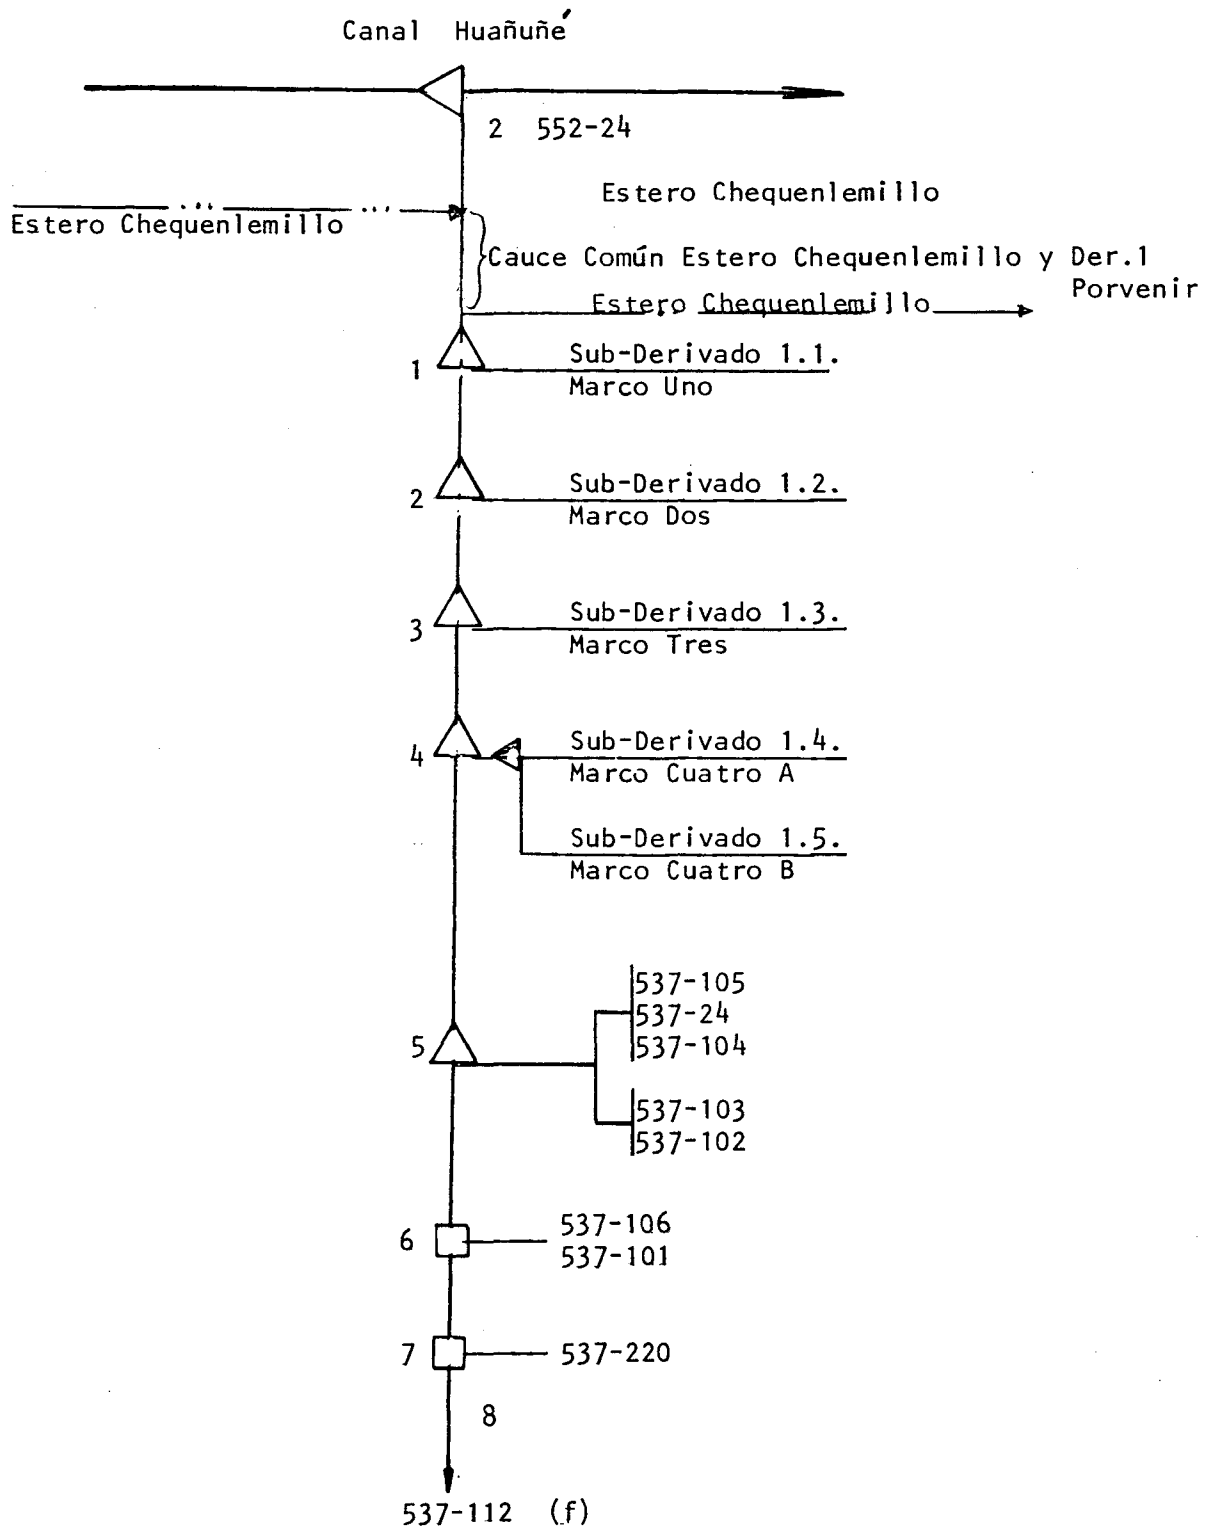 Canal Huañuñé
2 552-24
Estero Chequenlemillo
Estero Chequenlemillo
Cauce Común Estero Chequenlemillo y Der.1
Porvenir
Estero Chequenlemillo
1
Sub-Derivado 1.1.
Marco Uno
2
Sub-Derivado 1.2.
Marco Dos
3
Sub-Derivado 1.3.
Marco Tres
4
Sub-Derivado 1.4.
Marco Cuatro A
Sub-Derivado 1.5.
Marco Cuatro B
5
537-105
537-24
537-104
537-103
537-102
6
537-106
537-101
7
537-220
8
537-112 (f)